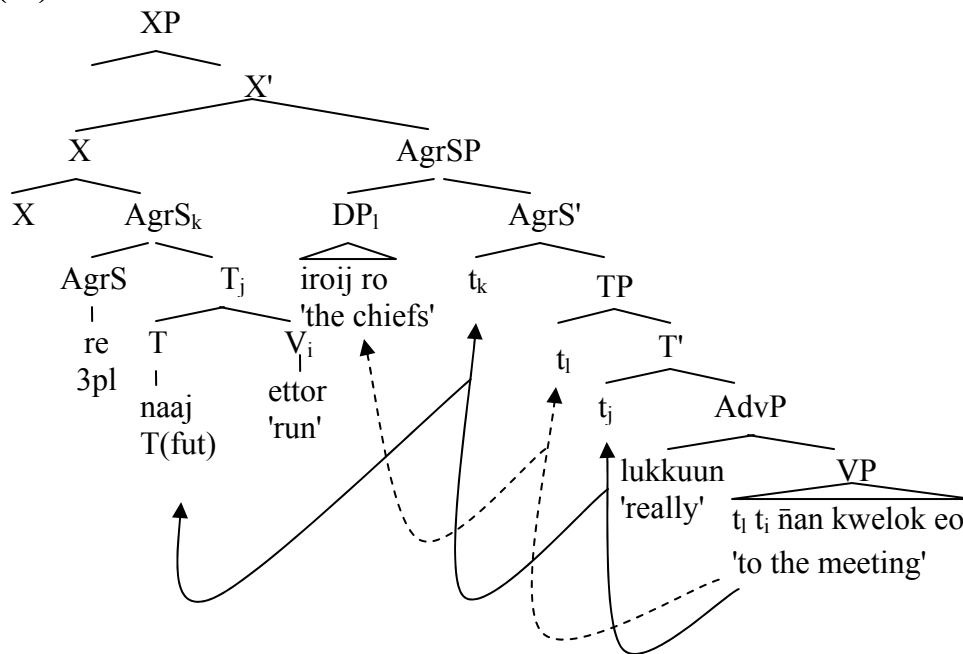 XP
X'
X AgrSP
X AgrSₖ DPₗ AgrS'
AgrS Tⱼ iroij ro tₖ TP
'the chiefs'
re T Vᵢ tₗ T'
3pl naaj ettor tⱼ AdvP
T(fut) 'run'
lukkuun VP
'really' tₗ tᵢ n̄an kwelok eo
'to the meeting'